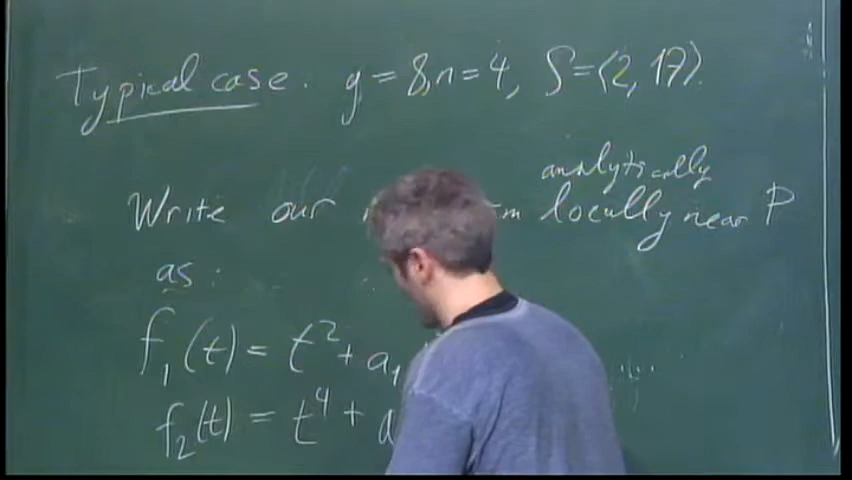 Typical case. g = 8, n = 4, S = ⟨2, 17⟩.
analytically
Write our locally near P
as:
f₁(t) = t² + a₁
f₂(t) = t⁴ +